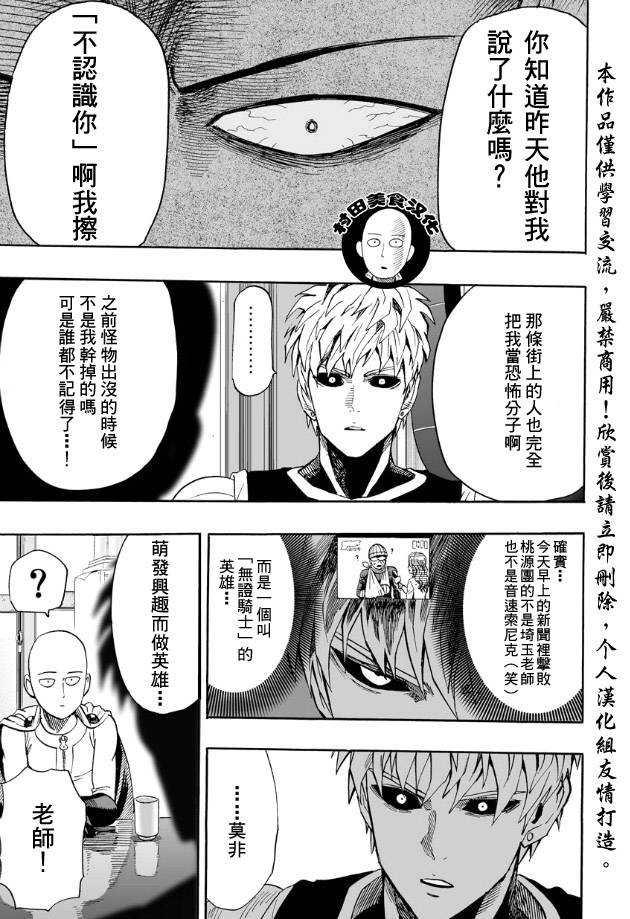 你知道昨天他對我
說了什麼嗎？
「不認識你」啊我擦
村田美食汉化
那條街上的人也完全
把我當恐怖分子啊
…………
之前怪物出沒的時候
不是我幹掉的嗎
可是誰都不記得了…！
確實…
今天早上的新聞裡擊敗
桃源團的不是埼玉老師
也不是音速索尼克（笑）
而是一個叫
「無證騎士」的
英雄…
萌發興趣而做
英雄…
？
……莫非
老師！
本作品僅供學習交流，嚴禁商用！欣賞後請立即刪除，个人漢化組友情打造。